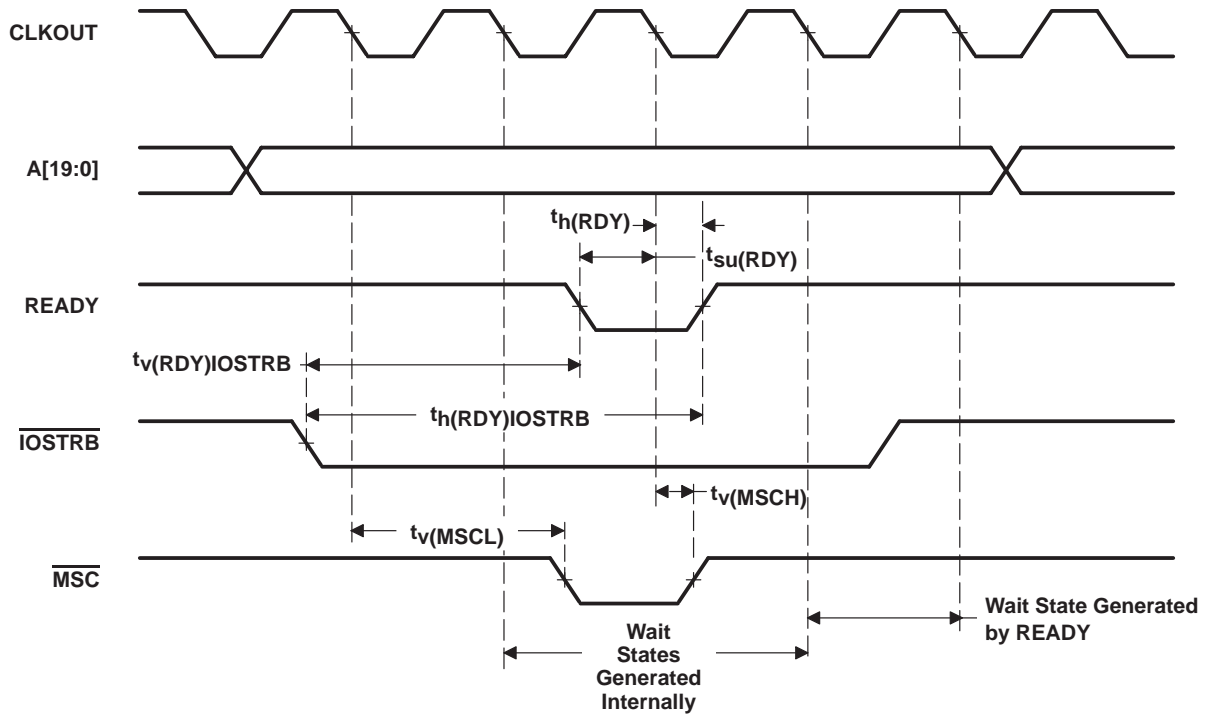 CLKOUT
A[19:0]
th(RDY)
tsu(RDY)
READY
tv(RDY)IOSTRB
th(RDY)IOSTRB
IOSTRB
tv(MSCH)
tv(MSCL)
MSC
Wait State Generated
by READY
Wait
States
Generated
Internally